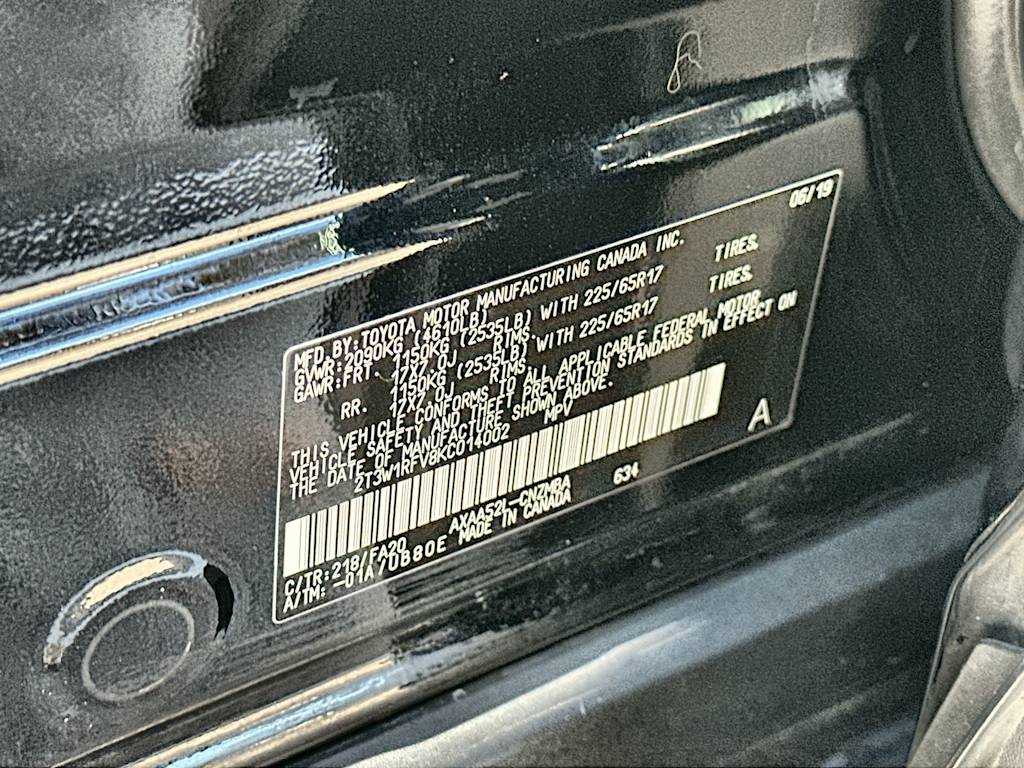 06/19
MFD.BY:TOYOTA MOTOR MANUFACTURING CANADA INC.
GVWR:2090KG (4610LB)
GAWR:FRT. 1150KG (2535LB) WITH 225/65R17 TIRES,
17X7.0J RIMS.
RR. 1150KG (2535LB) WITH 225/65R17 TIRES,
17X7.0J RIMS.
THIS VEHICLE CONFORMS TO ALL APPLICABLE FEDERAL MOTOR
VEHICLE SAFETY AND THEFT PREVENTION STANDARDS IN EFFECT ON
THE DATE OF MANUFACTURE SHOWN ABOVE.
2T3W1RFV8KC014002 MPV
A
C/TR:218/FA20 AXAA52L-CNZMBA 634
A/TM: -01A/UB80E MADE IN CANADA